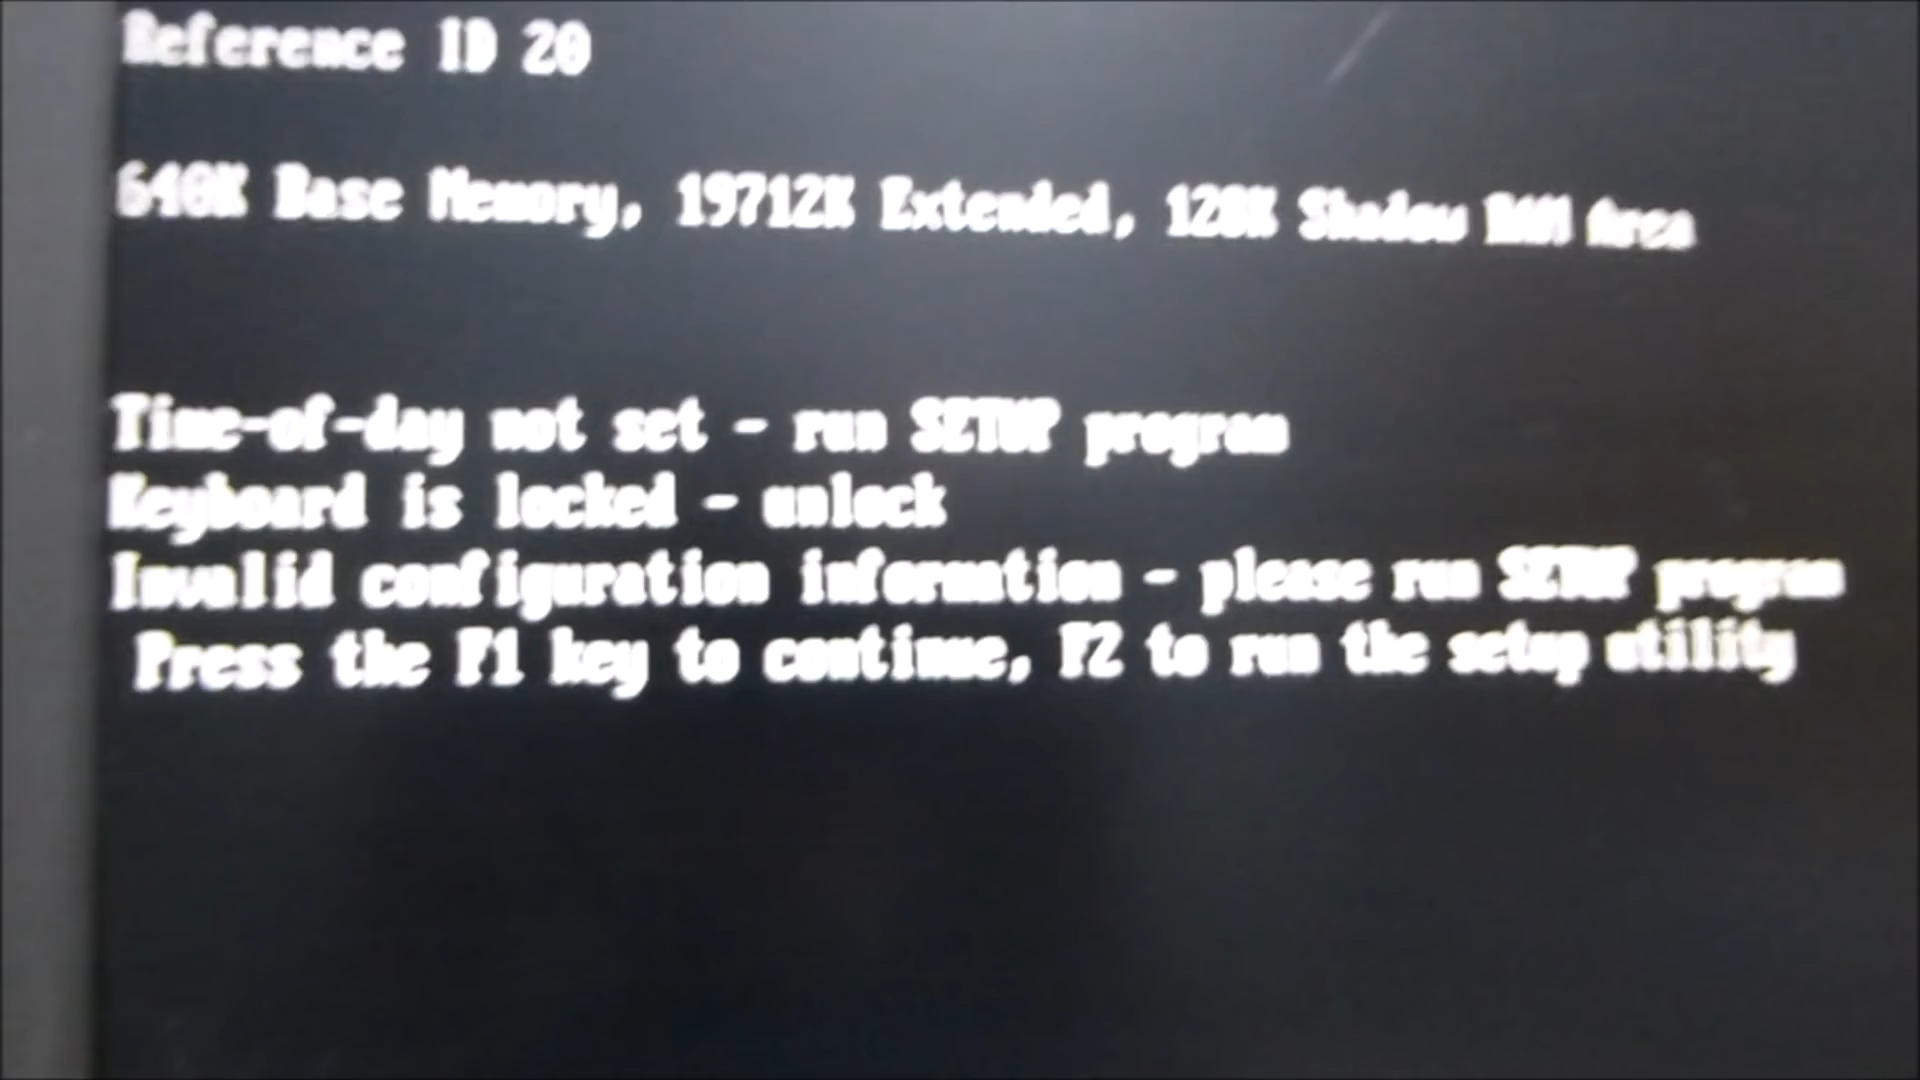 Reference ID 20
640K Base Memory, 19712K Extended, 128K Shadow RAM Area
Time-of-day not set - run SETUP program
Keyboard is locked - unlock
Invalid configuration information - please run SETUP program
Press the F1 key to continue, F2 to run the setup utility